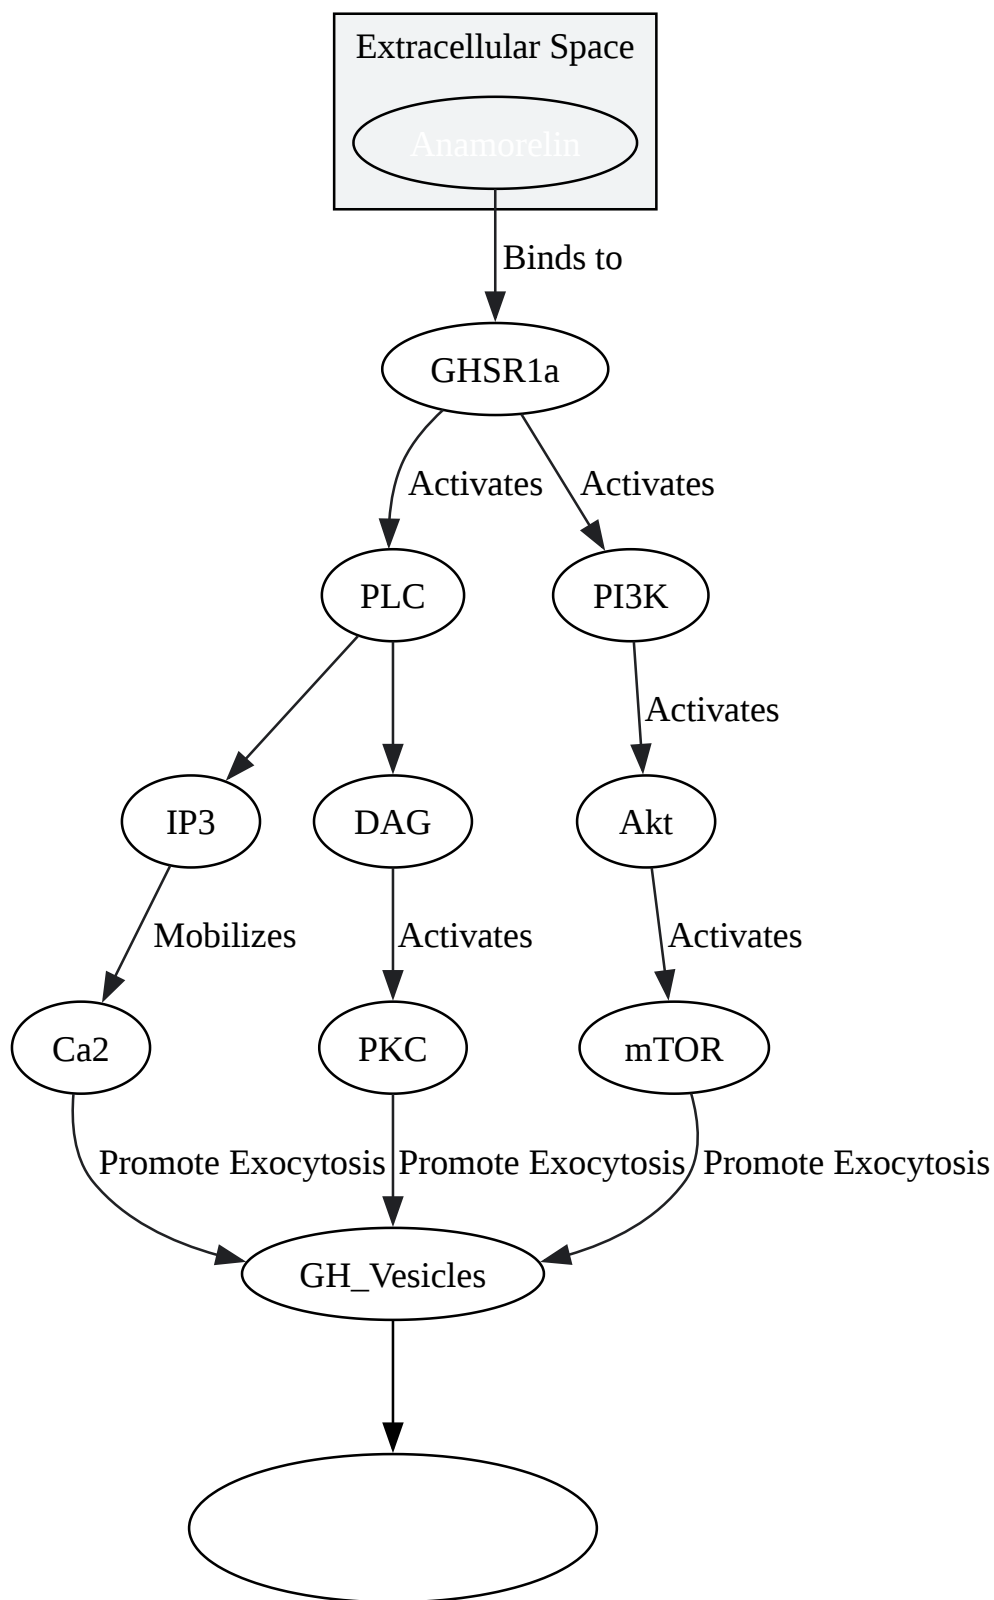 Extracellular Space
Anamorelin
Binds to
GHSR1a
Activates
Activates
PLC
PI3K
Activates
IP3
DAG
Akt
Mobilizes
Activates
Activates
Ca2
PKC
mTOR
Promote Exocytosis
Promote Exocytosis
Promote Exocytosis
GH_Vesicles